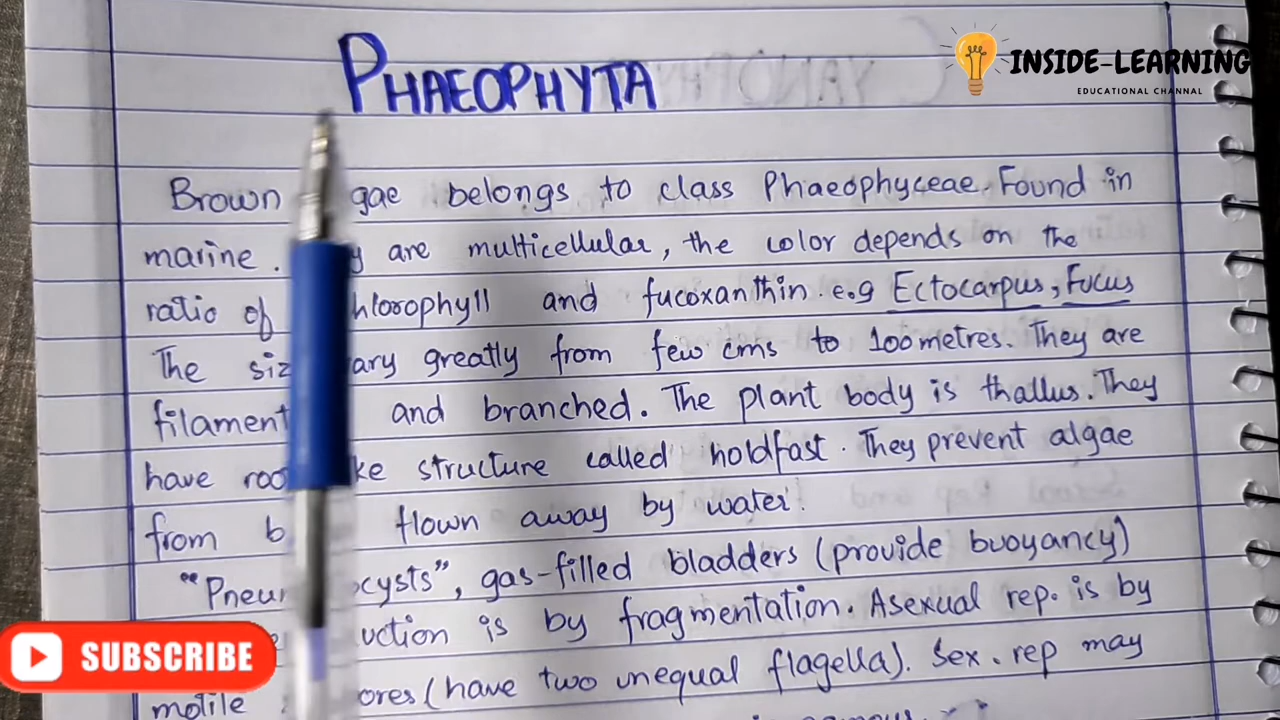 PHAEOPHYTA
INSIDE-LEARNING
EDUCATIONAL CHANNEL
Brown gae belongs to class Phaeophyceae. Found in
marine. y are multicellular, the color depends on the
ratio of hlorophyll and fucoxanthin. e.g Ectocarpus, Fucus
The siz ary greatly from few cms to 100 metres. They are
filament and branched. The plant body is thallus. They
have roo ke structure called holdfast. They prevent algae
from b flown away by water.
"Pneu ocysts", gas-filled bladders (provide buoyancy)
uction is by fragmentation. Asexual rep. is by
motile ores (have two unequal flagella). Sex. rep may
SUBSCRIBE